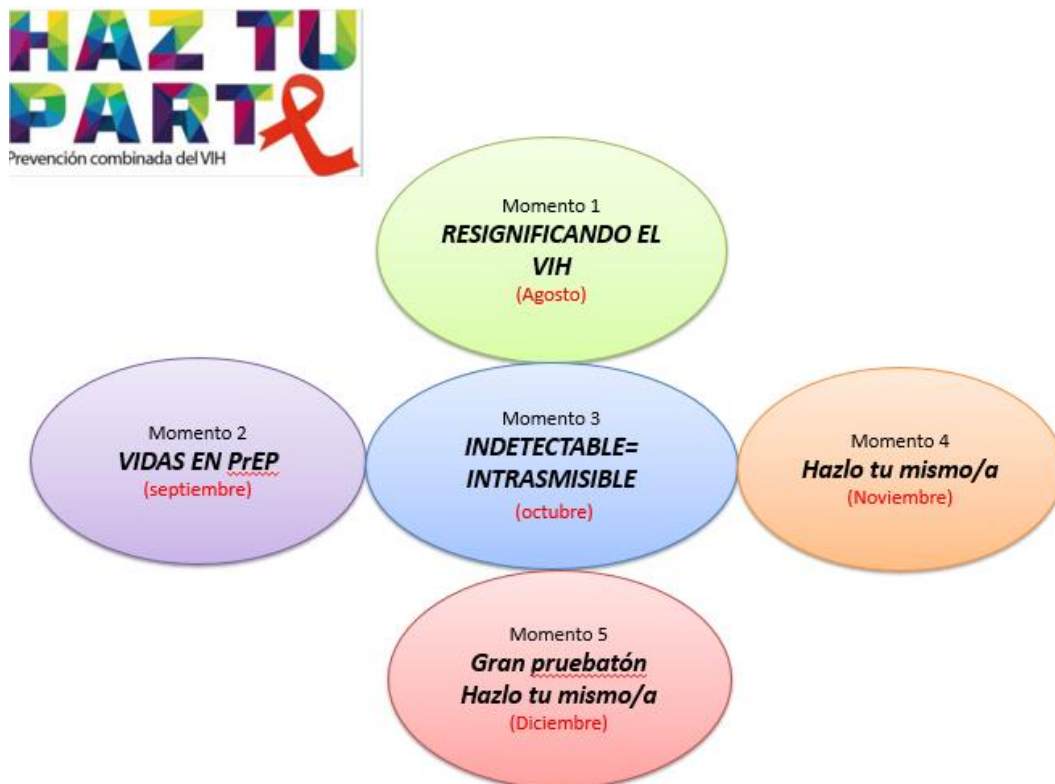 HAZ TU
PARTE
Prevención combinada del VIH
Momento 1
RESIGNIFICANDO EL
VIH
(Agosto)
Momento 2
VIDAS EN PrEP
(septiembre)
Momento 3
INDETECTABLE=
INTRASMISIBLE
(octubre)
Momento 4
Hazlo tu mismo/a
(Noviembre)
Momento 5
Gran pruebatón
Hazlo tu mismo/a
(Diciembre)